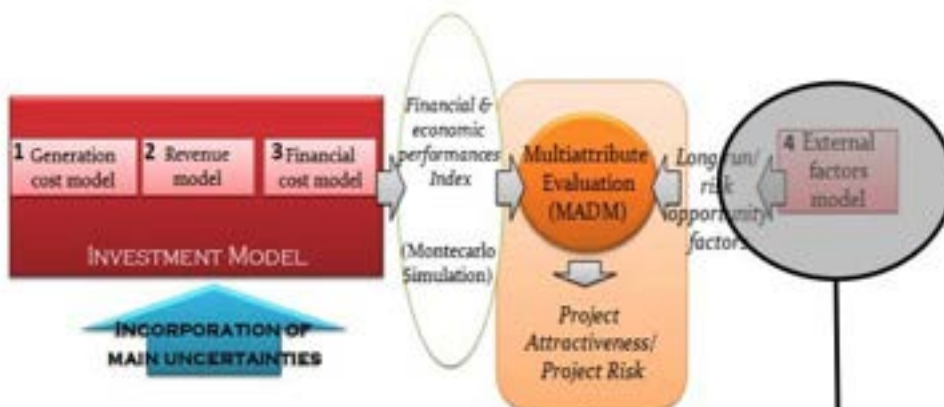 1 Generation
cost model
2 Revenue
model
3 Financial
cost model
INVESTMENT MODEL
INCORPORATION OF
MAIN UNCERTAINTIES
Financial &
economic
performances
Index
(Montecarlo
Simulation)
Multiattribute
Evaluation
(MADM)
Project
Attractiveness/
Project Risk
Long run/
risk
opportunity
factors
4 External
factors
model